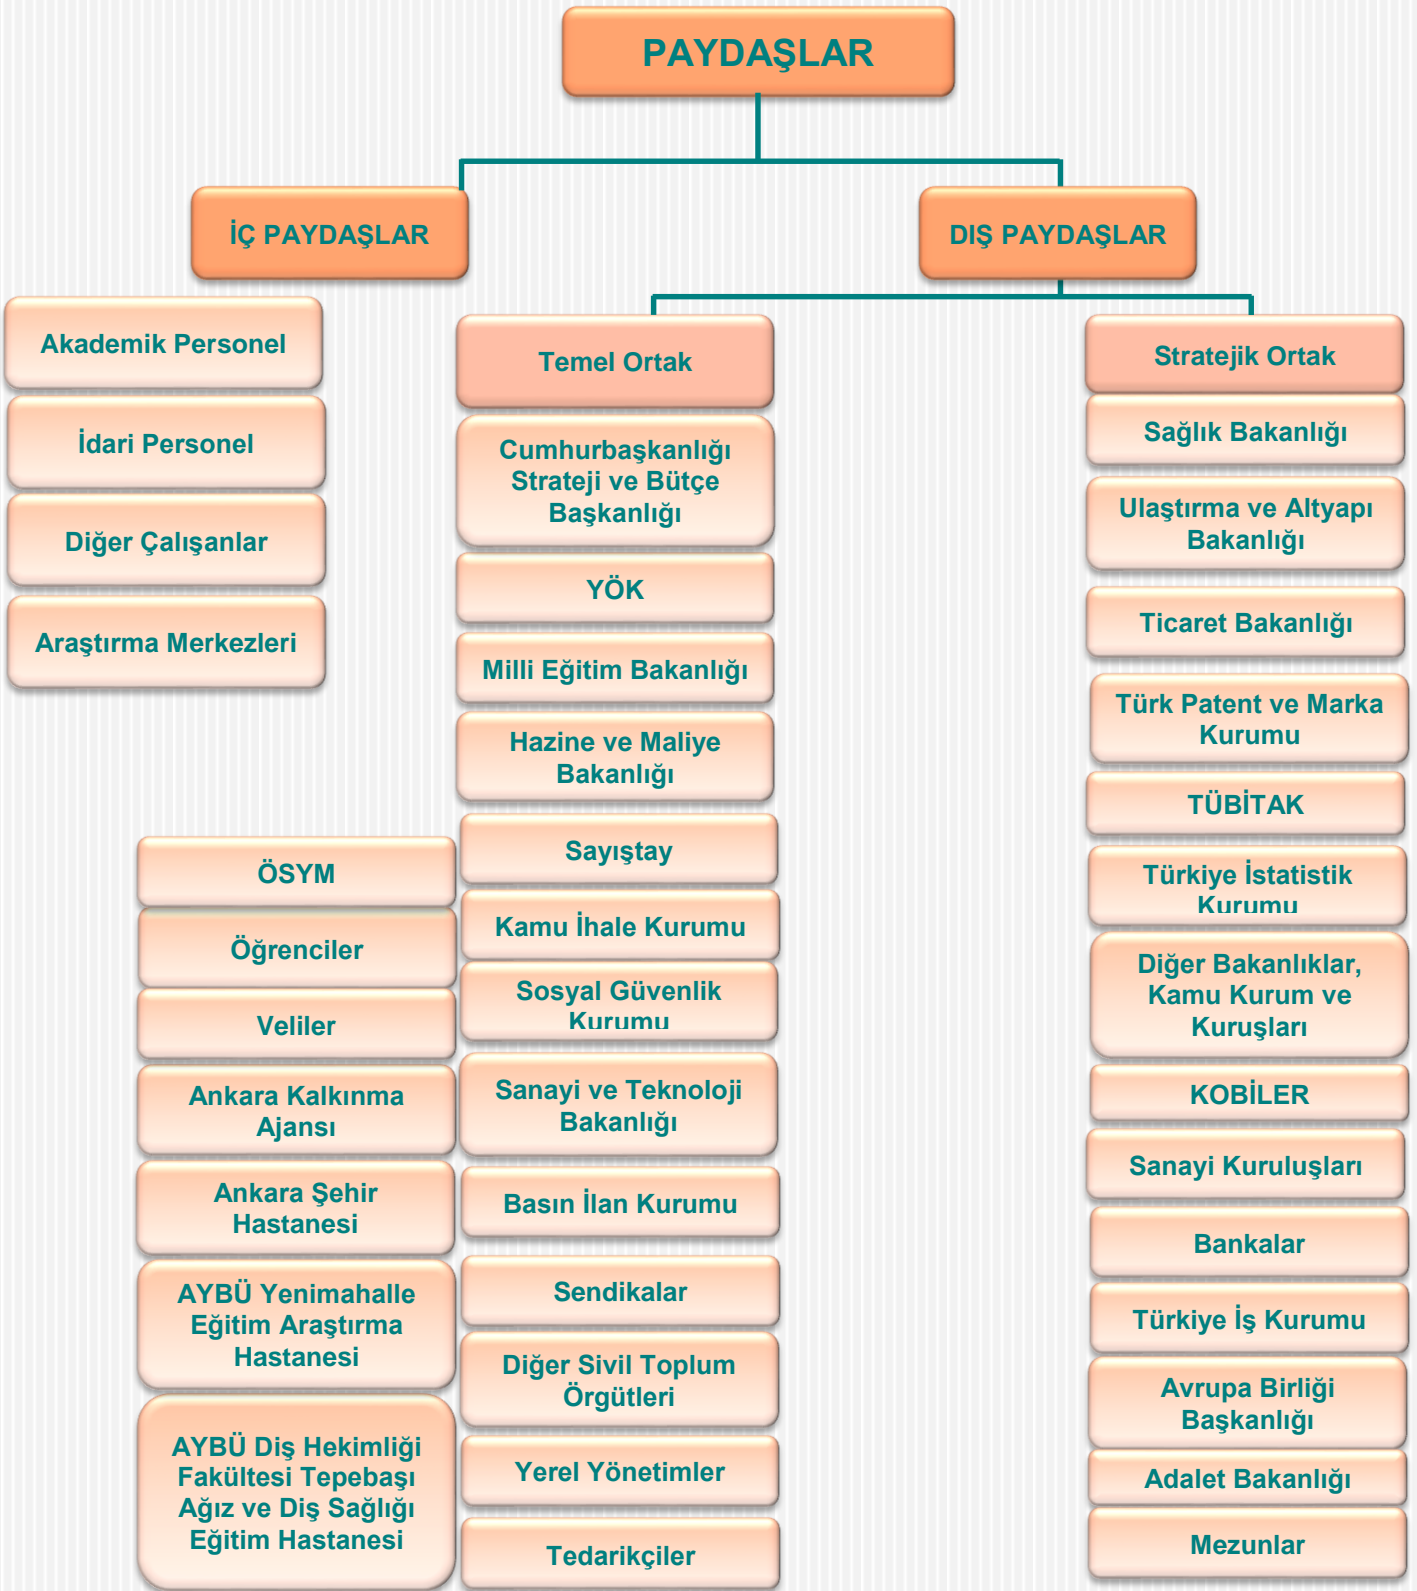 PAYDAŞLAR
İÇ PAYDAŞLAR
DIŞ PAYDAŞLAR
Akademik Personel
İdari Personel
Diğer Çalışanlar
Araştırma Merkezleri
Temel Ortak
Cumhurbaşkanlığı
Strateji ve Bütçe
Başkanlığı
YÖK
Milli Eğitim Bakanlığı
Hazine ve Maliye
Bakanlığı
Sayıştay
Kamu İhale Kurumu
Sosyal Güvenlik
Kurumu
Sanayi ve Teknoloji
Bakanlığı
Basın İlan Kurumu
Sendikalar
Diğer Sivil Toplum
Örgütleri
Yerel Yönetimler
Tedarikçiler
ÖSYM
Öğrenciler
Veliler
Ankara Kalkınma
Ajansı
Ankara Şehir
Hastanesi
AYBÜ Yenimahalle
Eğitim Araştırma
Hastanesi
AYBÜ Diş Hekimliği
Fakültesi Tepebaşı
Ağız ve Diş Sağlığı
Eğitim Hastanesi
Stratejik Ortak
Sağlık Bakanlığı
Ulaştırma ve Altyapı
Bakanlığı
Ticaret Bakanlığı
Türk Patent ve Marka
Kurumu
TÜBİTAK
Türkiye İstatistik
Kurumu
Diğer Bakanlıklar,
Kamu Kurum ve
Kuruşları
KOBİLER
Sanayi Kuruluşları
Bankalar
Türkiye İş Kurumu
Avrupa Birliği
Başkanlığı
Adalet Bakanlığı
Mezunlar